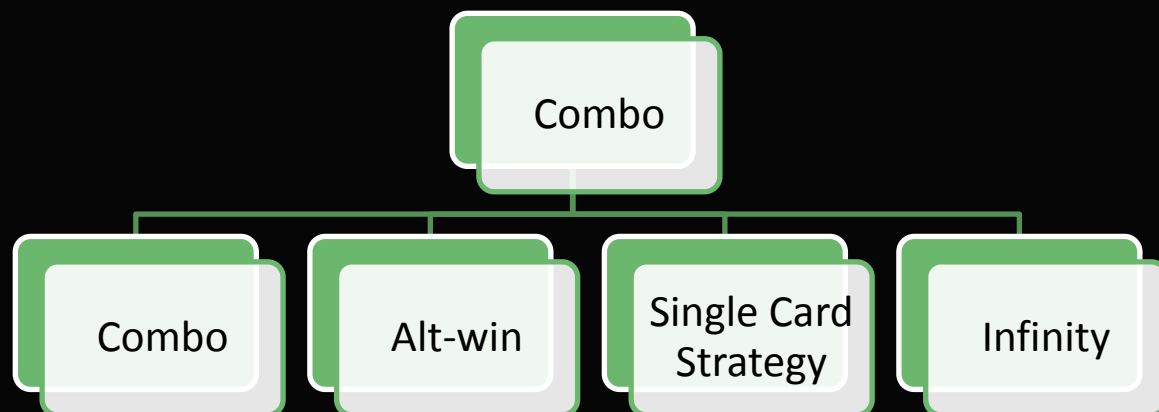 Combo
Combo
Alt-win
Single Card
Strategy
Infinity